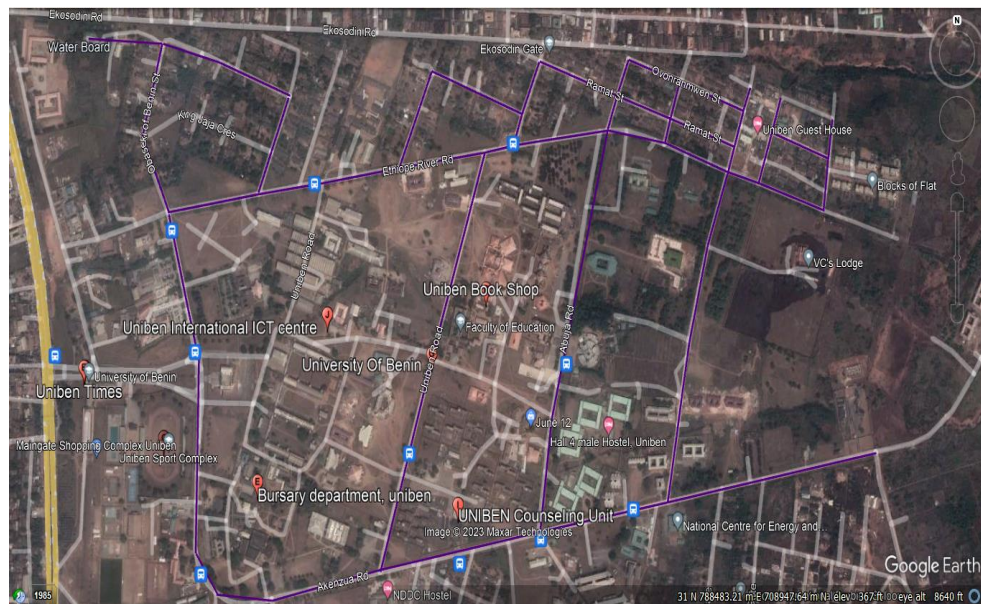 Ekosodin Rd
Ekosodin Rd
N
Water Board
Ekosodin Gate
Ovonramwen St
Ramat St
Obasesk of Benin St
King Jaja Cres
Ramat St
Uniben Guest House
Ethiope River Rd
Blocks of Flat
Uniben Road
VC's Lodge
Uniben Book Shop
J
Uniben International ICT centre
Faculty of Education
Abuja Rd
Uniben Road
University Of Benin
University of Benin
Uniben Times
June 12
Hall 4 male Hostel, Uniben
Maingate Shopping Complex Uniben
Uniben Sport Complex
E
Bursary department, uniben
UNIBEN Counseling Unit
Image © 2023 Maxar Technologies
National Centre for Energy and ...
Google Earth
Akenzua Rd
NDDC Hostel
1985
31 N 788483.21 m E 708947.64 m N elev 367 ft eye alt 8640 ft